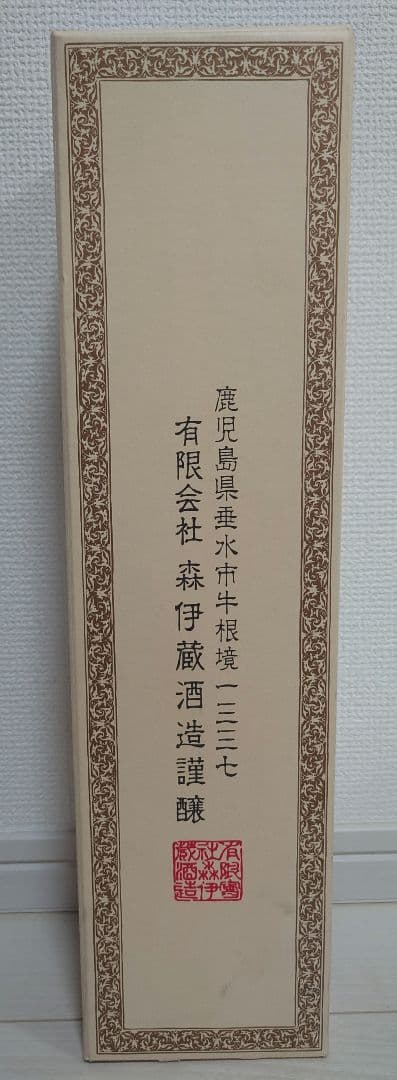 鹿児島県垂水市牛根境一三三七
有限会社 森伊蔵酒造謹醸
有限會
社森伊
蔵酒造